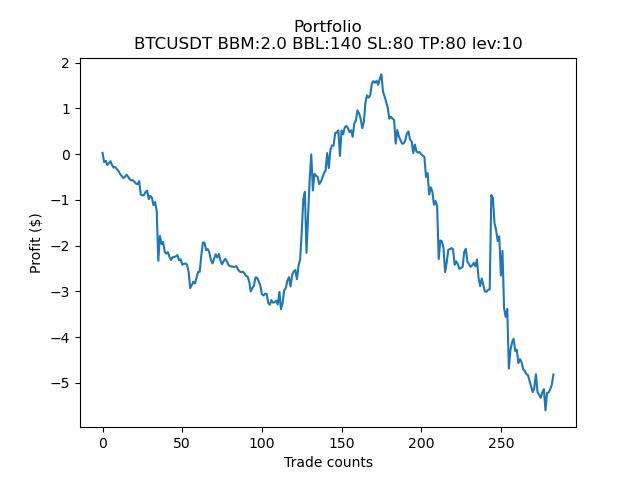 Portfolio
BTCUSDT BBM:2.0 BBL:140 SL:80 TP:80 lev:10
2
1
0
−1
−2
−3
−4
−5
Profit ($)
0 50 100 150 200 250
Trade counts